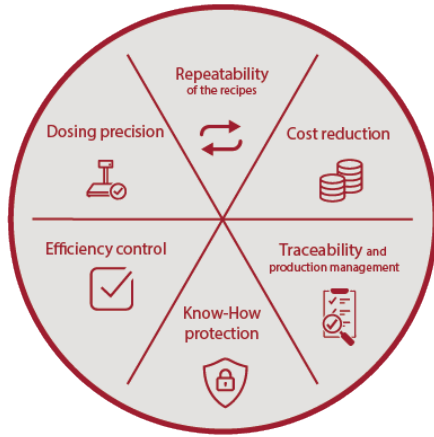 Repeatability
of the recipes
Dosing precision
Cost reduction
Efficiency control
Traceability and
production management
Know-How
protection